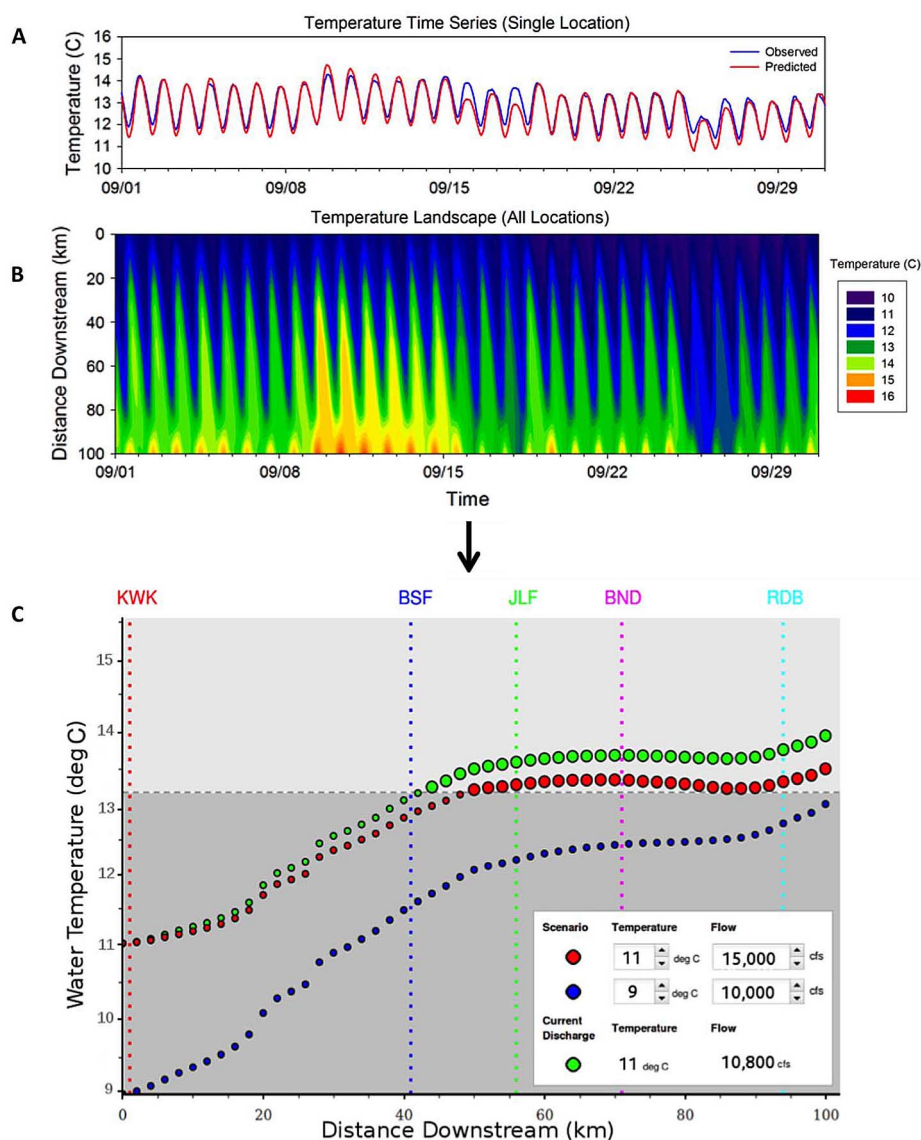 A
Temperature Time Series (Single Location)
Temperature (C)
16
15
14
13
12
11
10
Observed
Predicted
09/01 09/08 09/15 09/22 09/29
B
Temperature Landscape (All Locations)
Distance Downstream (km)
0
20
40
60
80
100
09/01 09/08 09/15 09/22 09/29
Time
Temperature (C)
10
11
12
13
14
15
16
C
KWK BSF JLF BND RDB
Water Temperature (deg C)
15
14
13
12
11
10
9
0 20 40 60 80 100
Distance Downstream (km)
Scenario Temperature Flow
11 deg C 15,000 cfs
9 deg C 10,000 cfs
Current
Discharge Temperature Flow
11 deg C 10,800 cfs